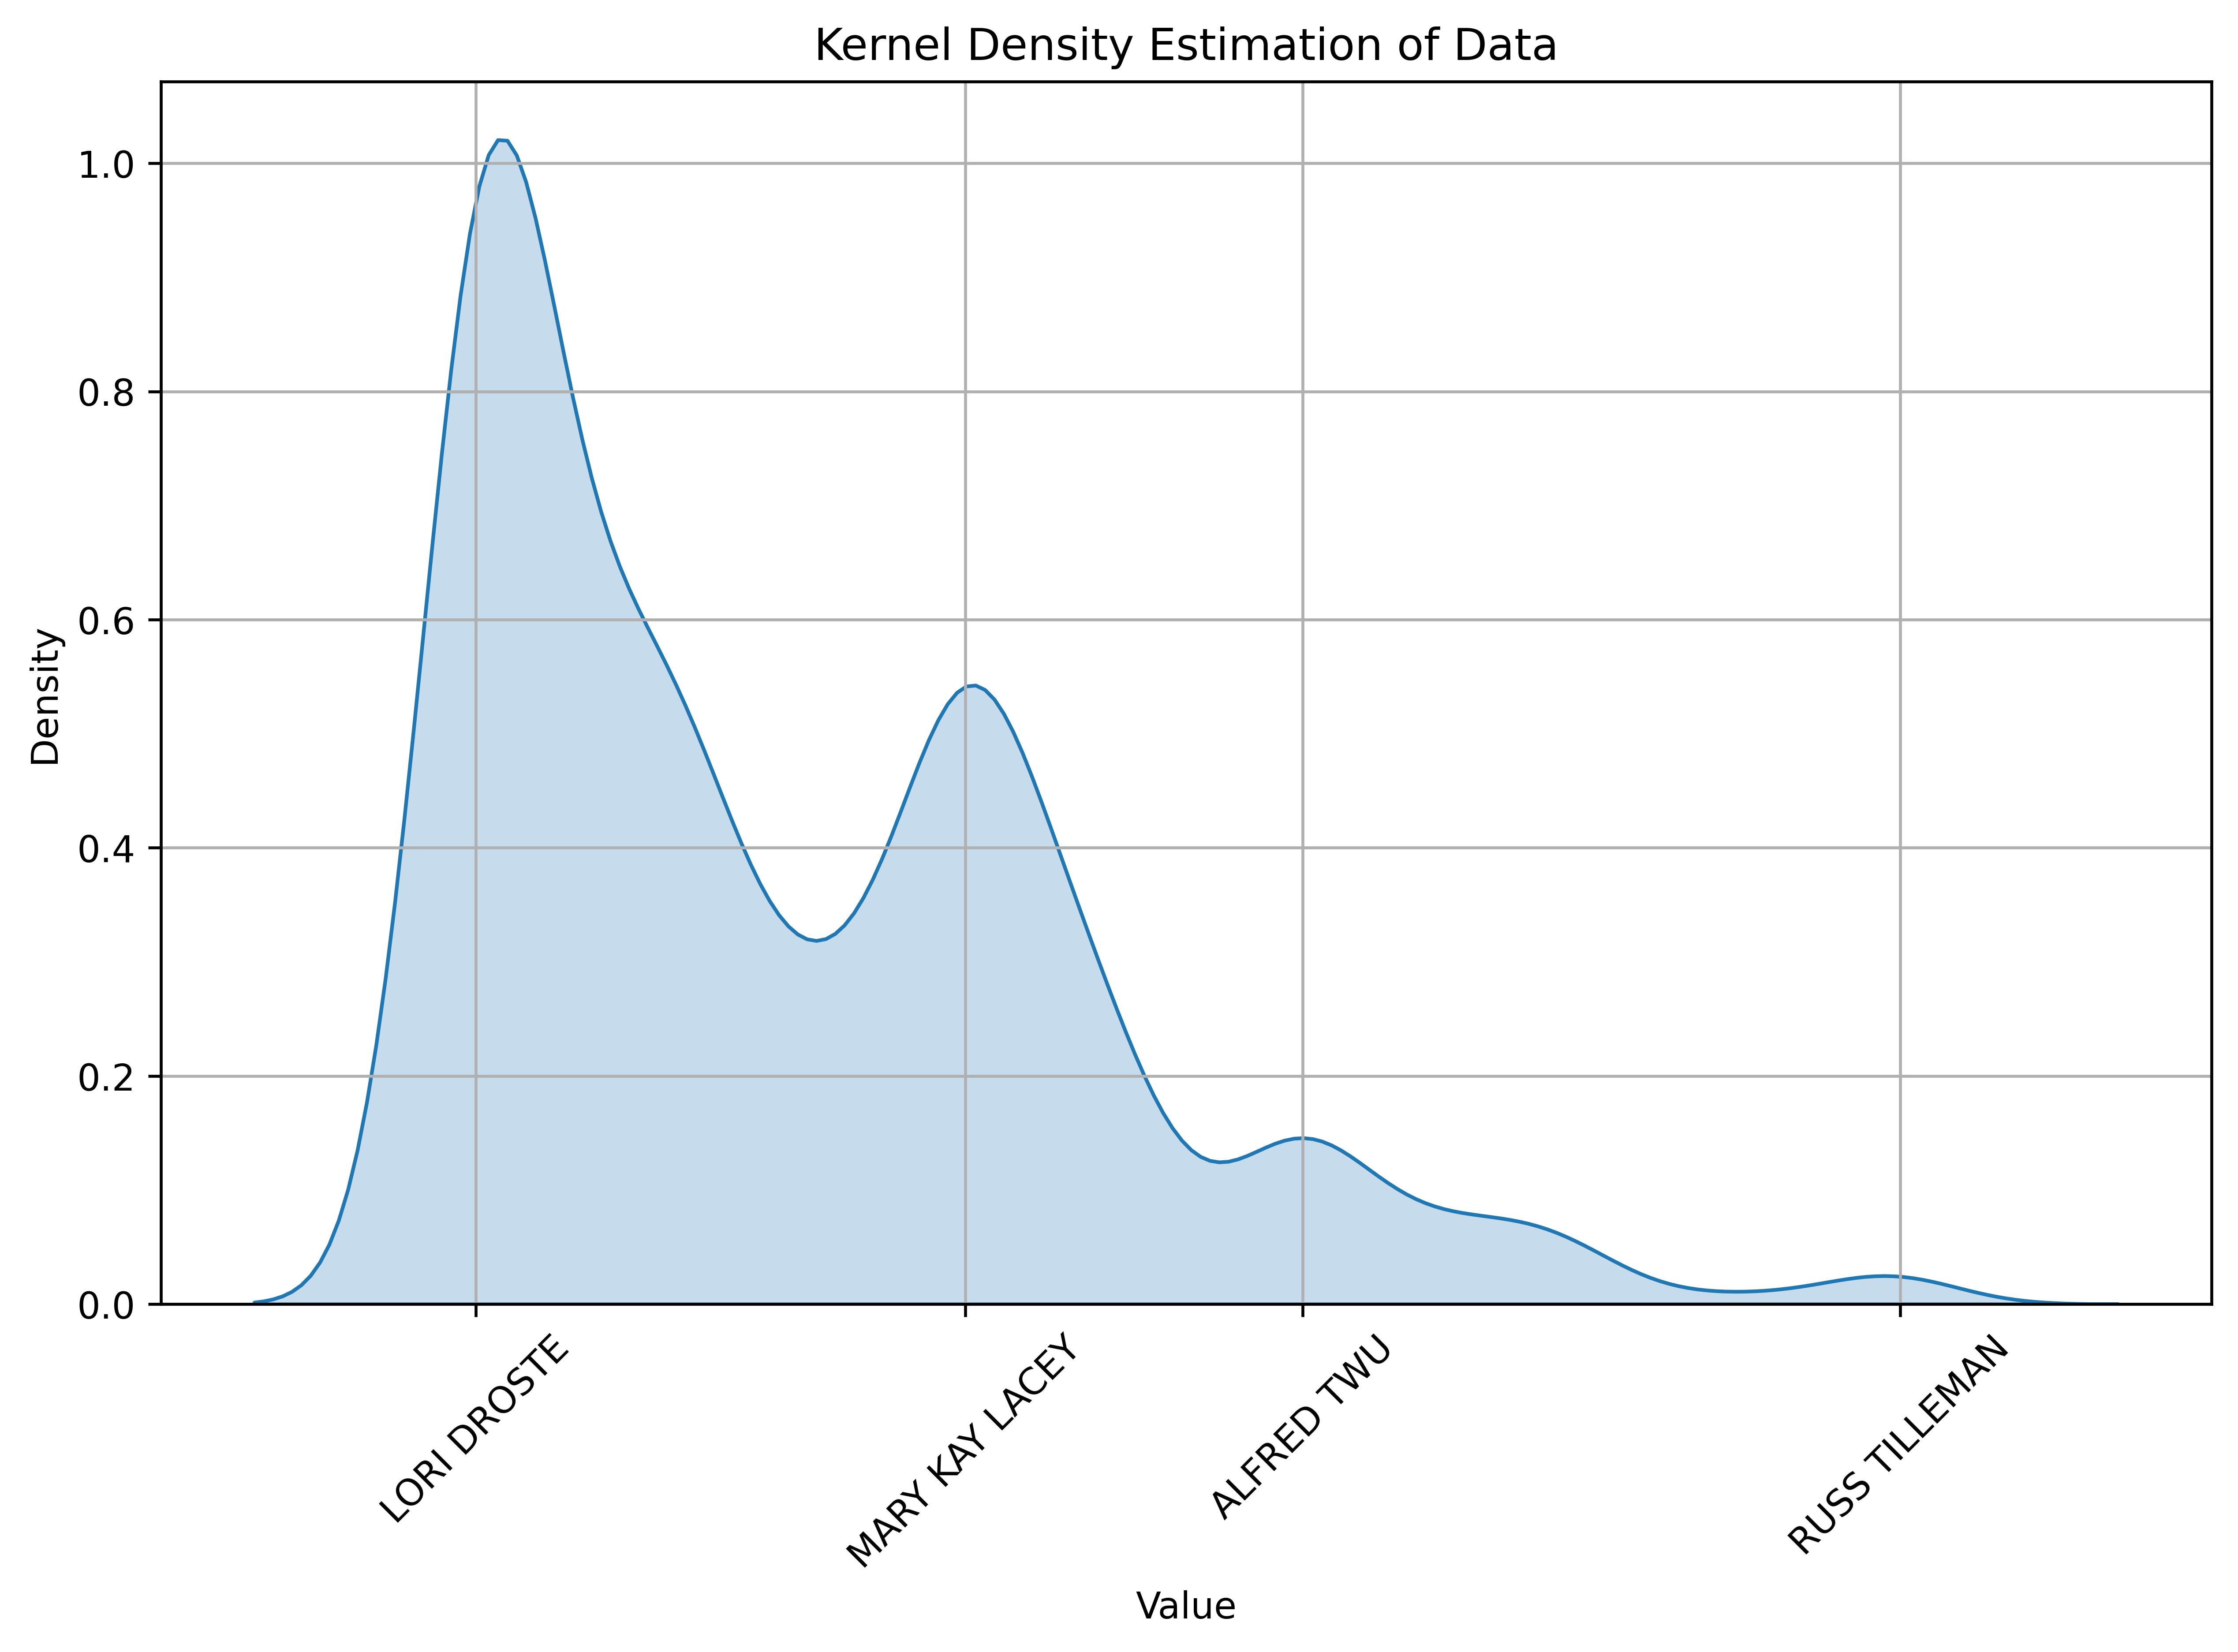 Kernel Density Estimation of Data
Density
1.0
0.8
0.6
0.4
0.2
0.0
LORI DROSTE
MARY KAY LACEY
ALFRED TWU
RUSS TILLEMAN
Value